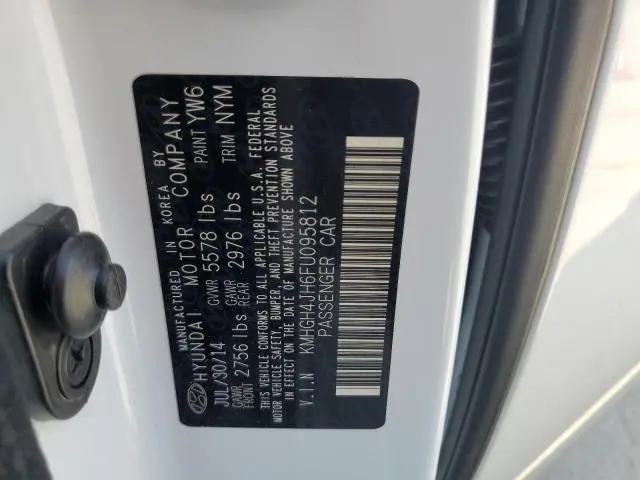 MANUFACTURED IN KOREA BY
HYUNDAI MOTOR COMPANY
JUL/30/14 GVWR 5578 lbs PAINT YW6
GAWR FRONT 2756 lbs GAWR REAR 2976 lbs TRIM NYM
THIS VEHICLE CONFORMS TO ALL APPLICABLE U.S.A. FEDERAL
MOTOR VEHICLE SAFETY, BUMPER, AND THEFT PREVENTION STANDARDS
IN EFFECT ON THE DATE OF MANUFACTURE SHOWN ABOVE
V.I.N KMHGH4JH6FU095812
PASSENGER CAR